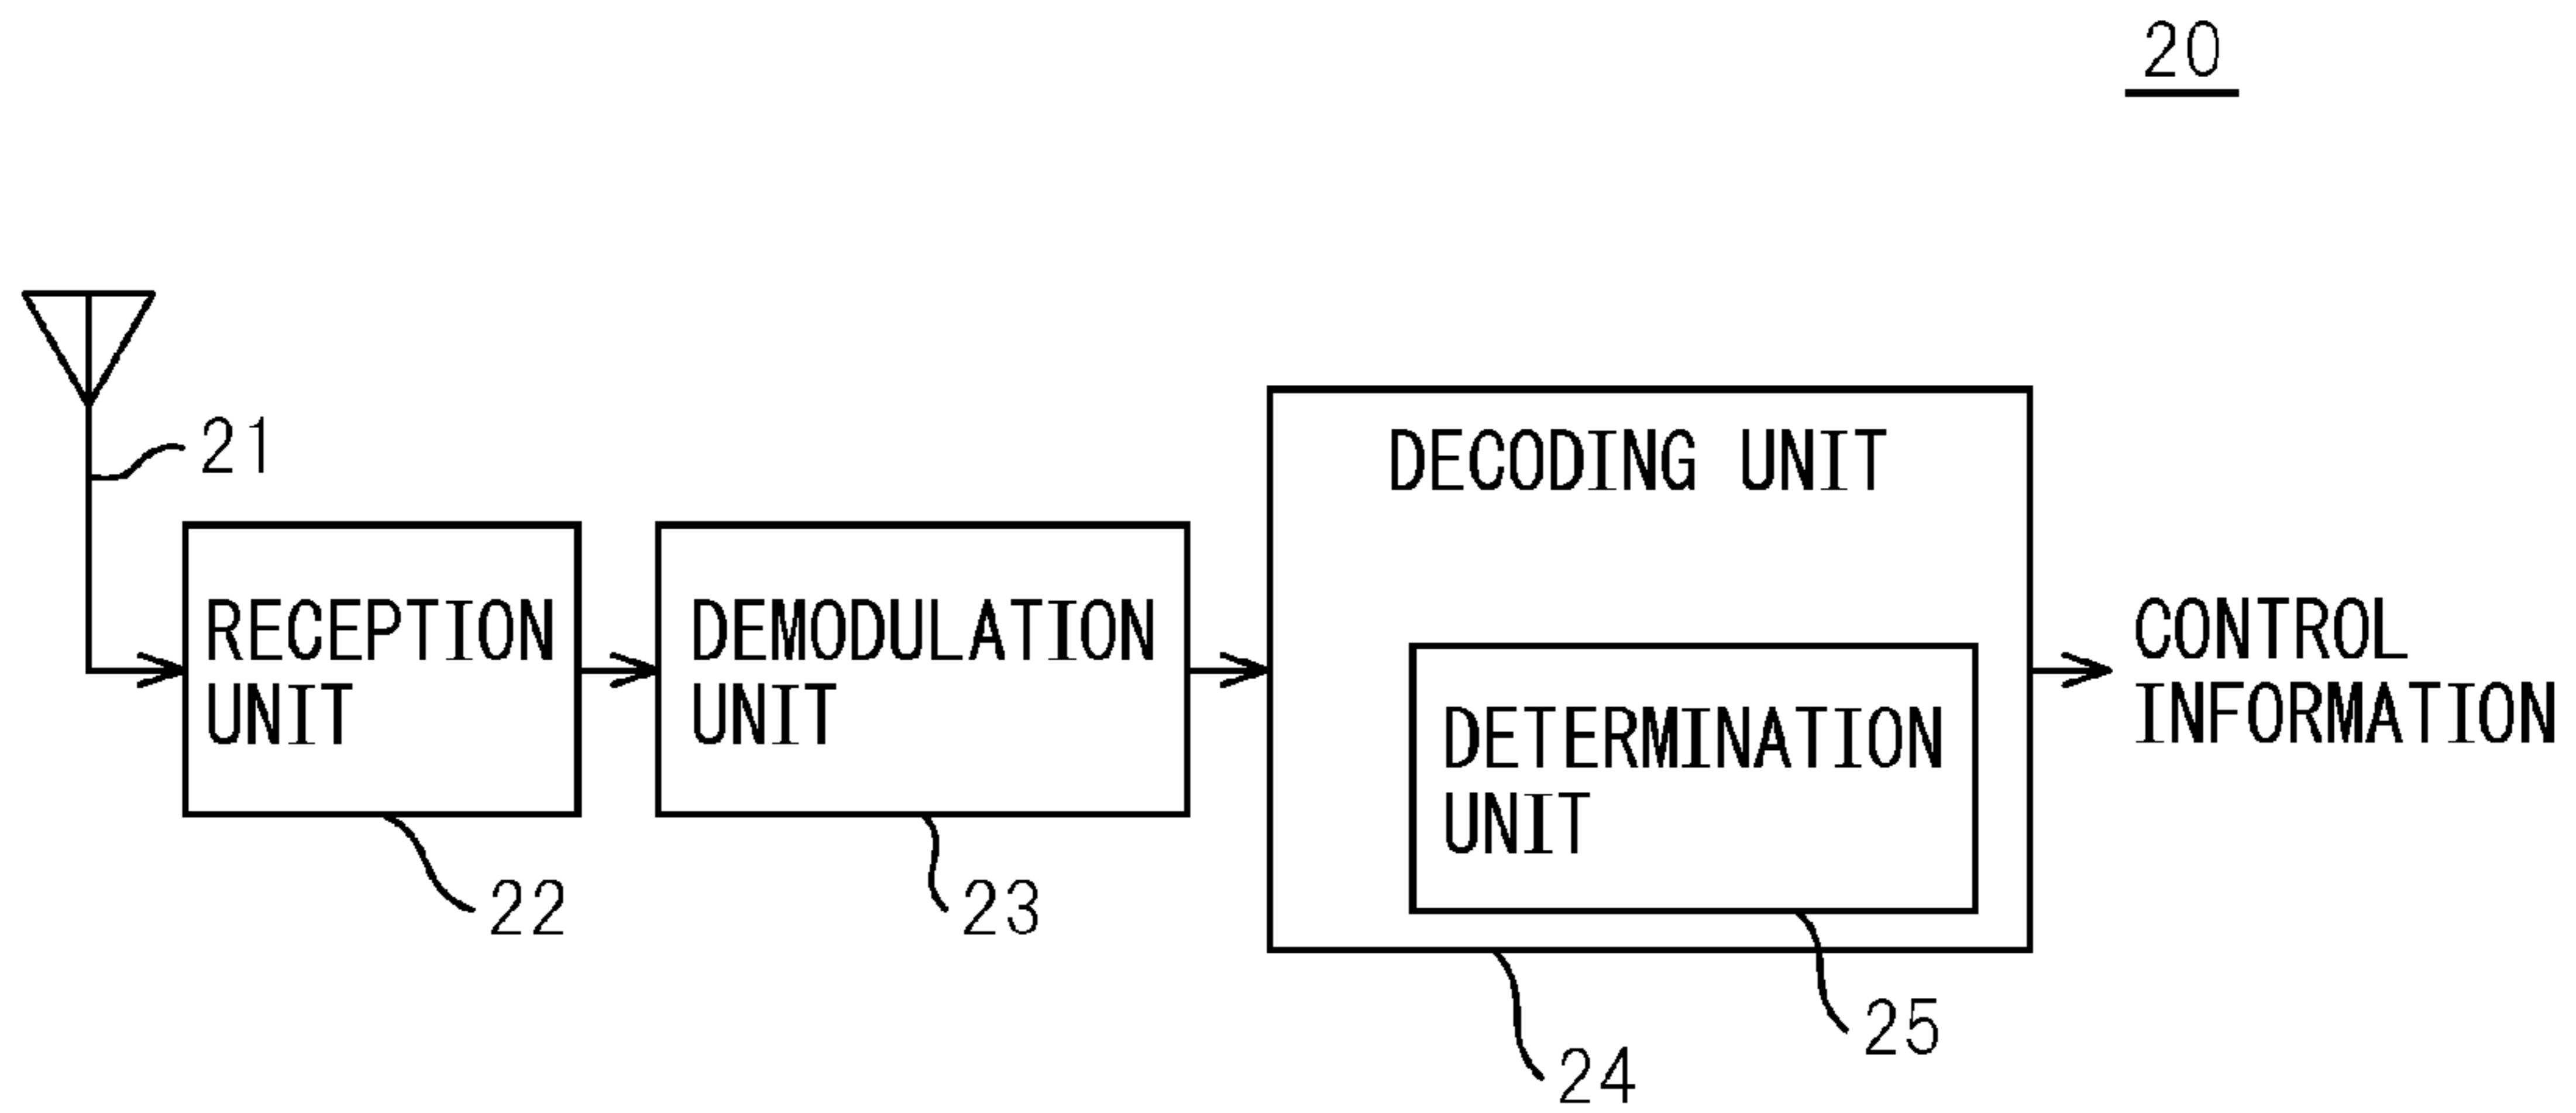 20
21
DECODING UNIT
RECEPTION
UNIT
DEMODULATION
UNIT
DETERMINATION
UNIT
CONTROL
INFORMATION
22
23
25
24